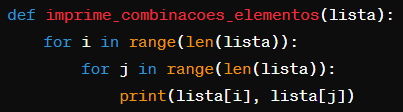 def imprime_combinacoes_elementos(lista):
    for i in range(len(lista)):
        for j in range(len(lista)):
            print(lista[i], lista[j])